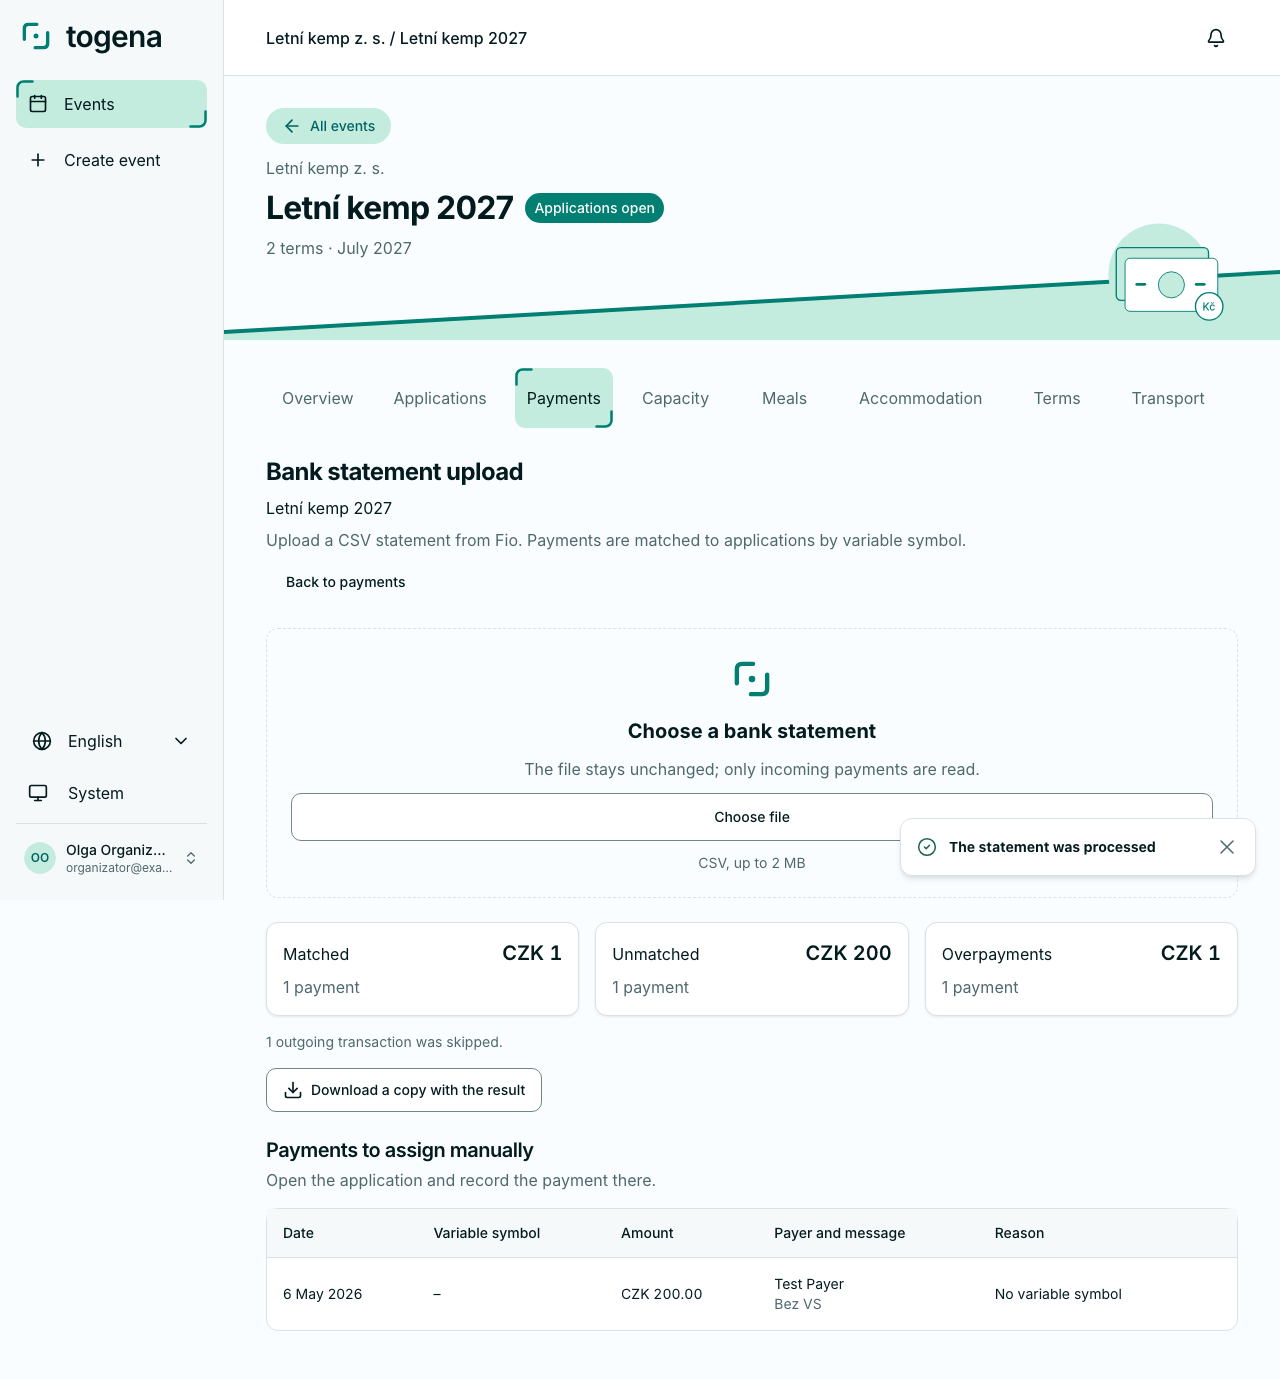 togena
Letní kemp z. s. / Letní kemp 2027
Events
Create event
All events
Letní kemp z. s.
Letní kemp 2027
Applications open
2 terms · July 2027
Kč
Overview
Applications
Payments
Capacity
Meals
Accommodation
Terms
Transport
Bank statement upload
Letní kemp 2027
Upload a CSV statement from Fio. Payments are matched to applications by variable symbol.
Back to payments
Choose a bank statement
The file stays unchanged; only incoming payments are read.
Choose file
CSV, up to 2 MB
The statement was processed
English
System
OO
Olga Organiz...
organizator@exa...
Matched
CZK 1
1 payment
Unmatched
CZK 200
1 payment
Overpayments
CZK 1
1 payment
1 outgoing transaction was skipped.
Download a copy with the result
Payments to assign manually
Open the application and record the payment there.
Date
Variable symbol
Amount
Payer and message
Reason
6 May 2026
–
CZK 200.00
Test Payer
Bez VS
No variable symbol